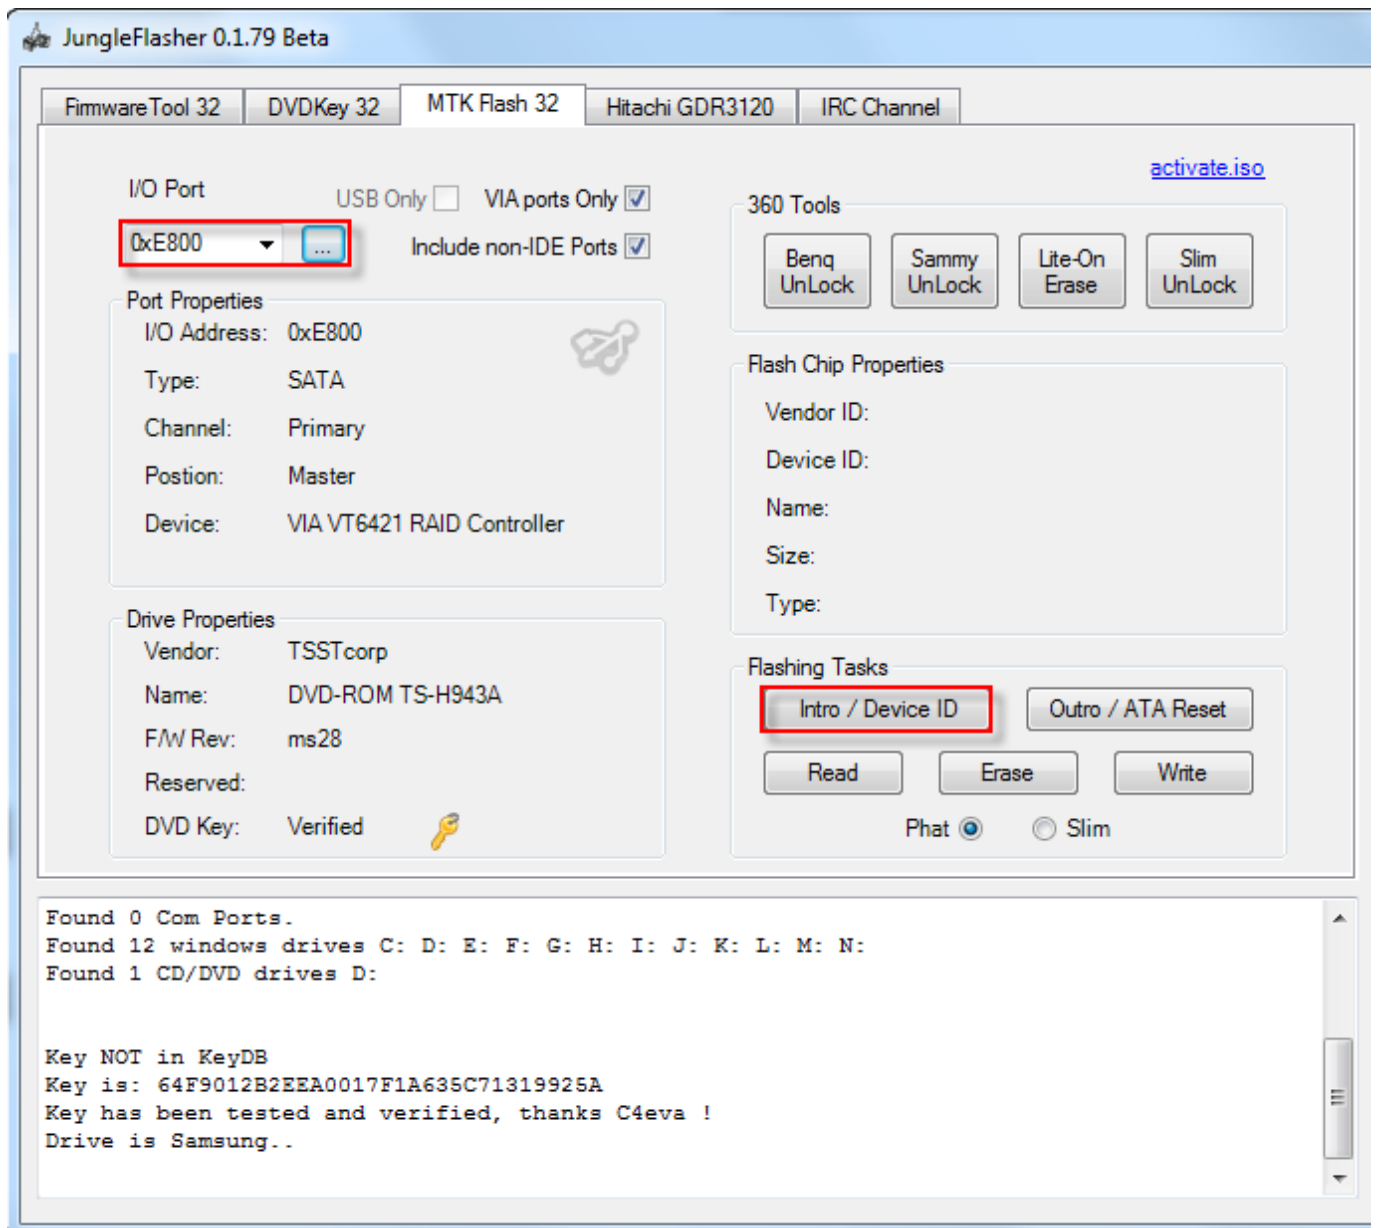 JungleFlasher 0.1.79 Beta
FirmwareTool 32 DVDKey 32 MTK Flash 32 Hitachi GDR3120 IRC Channel
activate.iso
I/O Port USB Only VIA ports Only
0xE800 ... Include non-IDE Ports
Port Properties
I/O Address: 0xE800
Type: SATA
Channel: Primary
Postion: Master
Device: VIA VT6421 RAID Controller
Drive Properties
Vendor: TSSTcorp
Name: DVD-ROM TS-H943A
F/W Rev: ms28
Reserved:
DVD Key: Verified
360 Tools
Benq UnLock
Sammy UnLock
Lite-On Erase
Slim UnLock
Flash Chip Properties
Vendor ID:
Device ID:
Name:
Size:
Type:
Flashing Tasks
Intro / Device ID Outro / ATA Reset
Read Erase Write
Phat Slim
Found 0 Com Ports.
Found 12 windows drives C: D: E: F: G: H: I: J: K: L: M: N:
Found 1 CD/DVD drives D:
Key NOT in KeyDB
Key is: 64F9012B2EEA0017F1A635C71319925A
Key has been tested and verified, thanks C4eva !
Drive is Samsung..